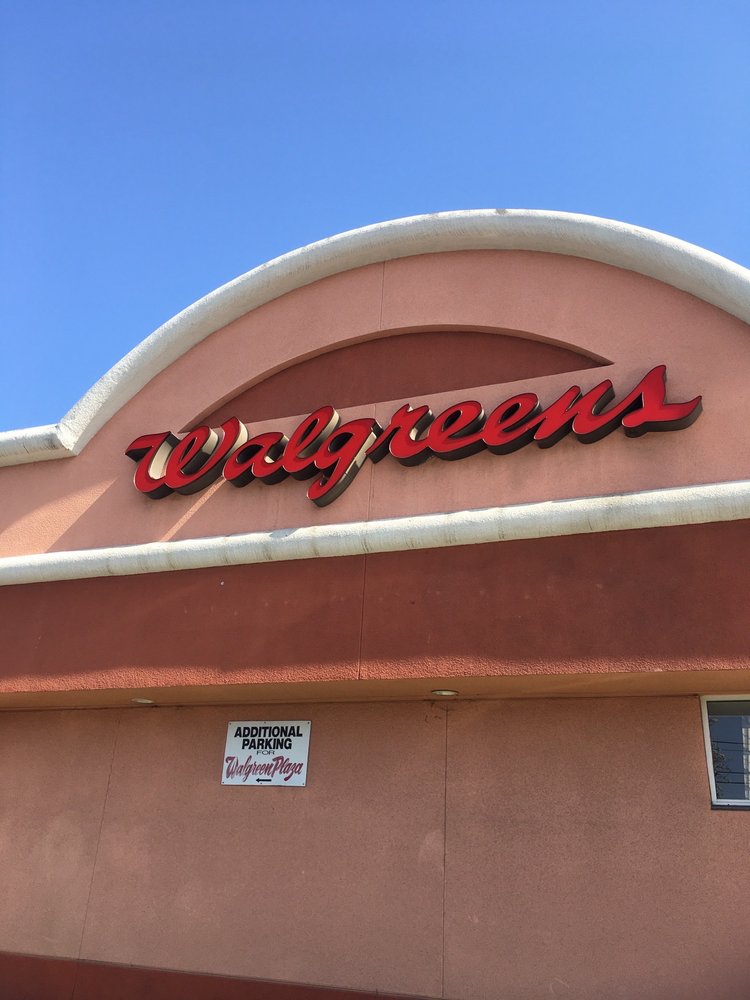 Walgreens
ADDITIONAL
PARKING
FOR
Walgreen Plaza